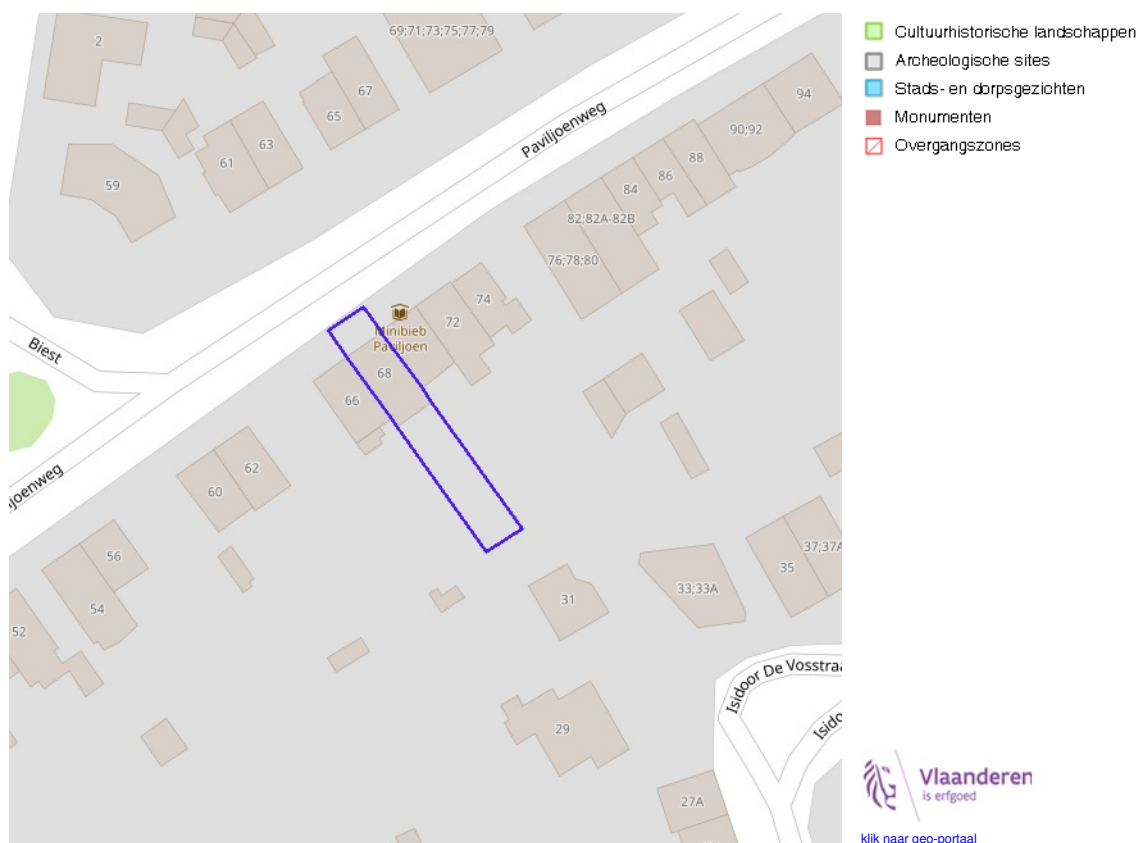 69;71;73;75;77;79
2
67
65
63
61
59
Paviljoenweg
94
90;92
88
86
84
82;82A-82B
76;78;80
74
72
Minibieb
Paviljoen
68
66
Biest
joenweg
62
60
56
54
52
37;37A
35
33;33A
31
29
27A
Isidoor De Vosstraa
Isido
Cultuurhistorische landschappen
Archeologische sites
Stads- en dorpsgezichten
Monumenten
Overgangszones
Vlaanderen
is erfgoed
klik naar geo-portaal